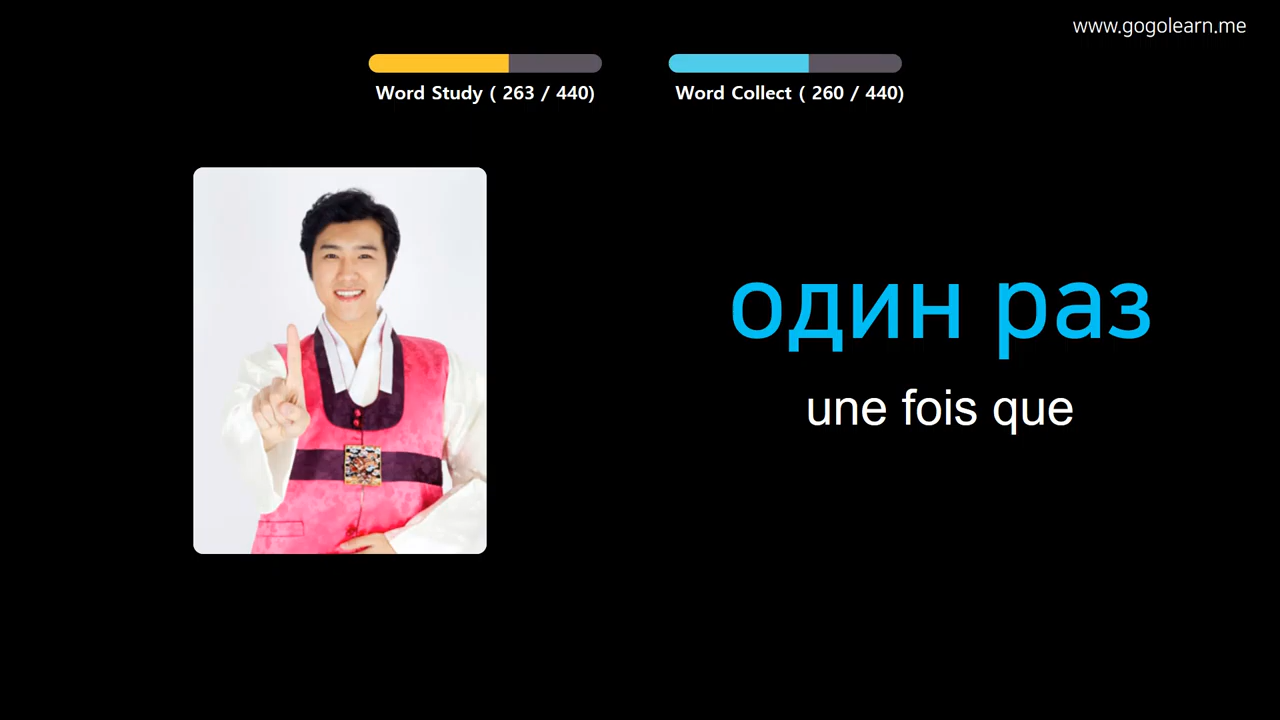 www.gogolearn.me
Word Study ( 263 / 440)
Word Collect ( 260 / 440)
один раз
une fois que